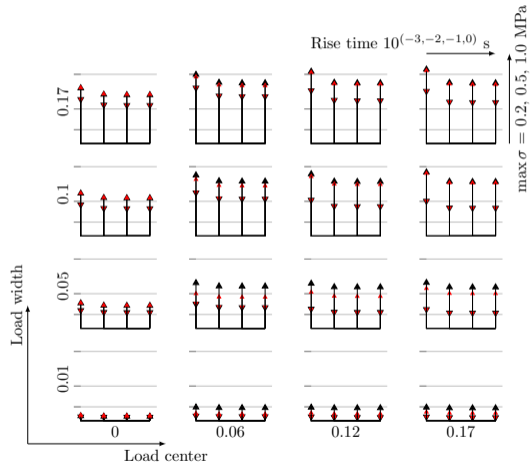 Rise time 10^(−3,−2,−1,0) s
max σ = 0.2, 0.5, 1.0 MPa
0.17
0.1
0.05
0.01
Load width
0 0.06 0.12 0.17
Load center